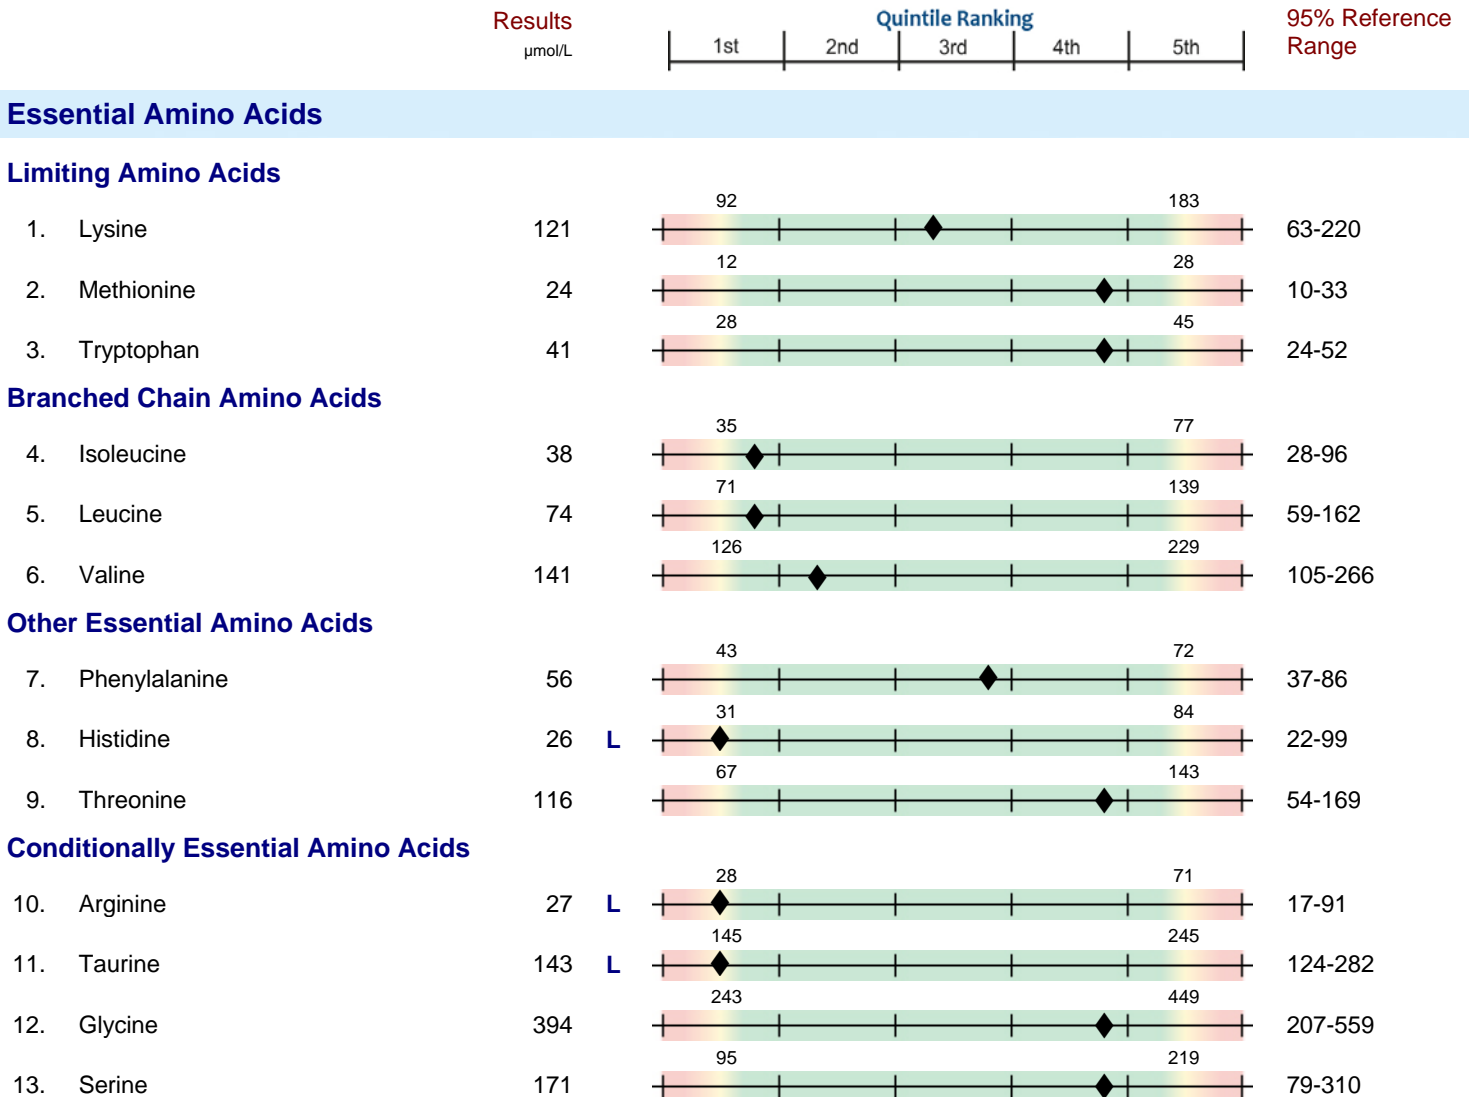 Results
µmol/L
Quintile Ranking
1st 2nd 3rd 4th 5th
95% Reference
Range
Essential Amino Acids
Limiting Amino Acids
92 183
1. Lysine 121 63-220
12 28
2. Methionine 24 10-33
28 45
3. Tryptophan 41 24-52
Branched Chain Amino Acids
35 77
4. Isoleucine 38 28-96
71 139
5. Leucine 74 59-162
126 229
6. Valine 141 105-266
Other Essential Amino Acids
43 72
7. Phenylalanine 56 37-86
31 84
8. Histidine 26 L 22-99
67 143
9. Threonine 116 54-169
Conditionally Essential Amino Acids
28 71
10. Arginine 27 L 17-91
145 245
11. Taurine 143 L 124-282
243 449
12. Glycine 394 207-559
95 219
13. Serine 171 79-310